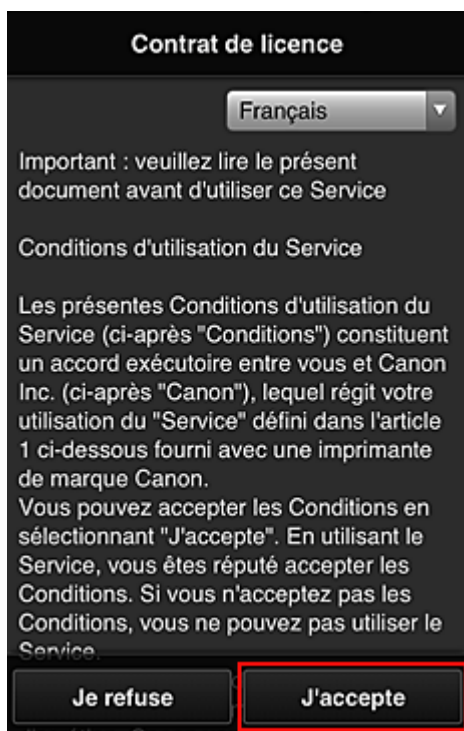 Contrat de licence
Français
Important : veuillez lire le présent
document avant d'utiliser ce Service
Conditions d'utilisation du Service
Les présentes Conditions d'utilisation du
Service (ci-après "Conditions") constituent
un accord exécutoire entre vous et Canon
Inc. (ci-après "Canon"), lequel régit votre
utilisation du "Service" défini dans l'article
1 ci-dessous fourni avec une imprimante
de marque Canon.
Vous pouvez accepter les Conditions en
sélectionnant "J'accepte". En utilisant le
Service, vous êtes réputé accepter les
Conditions. Si vous n'acceptez pas les
Conditions, vous ne pouvez pas utiliser le
Service.
Je refuse
J'accepte